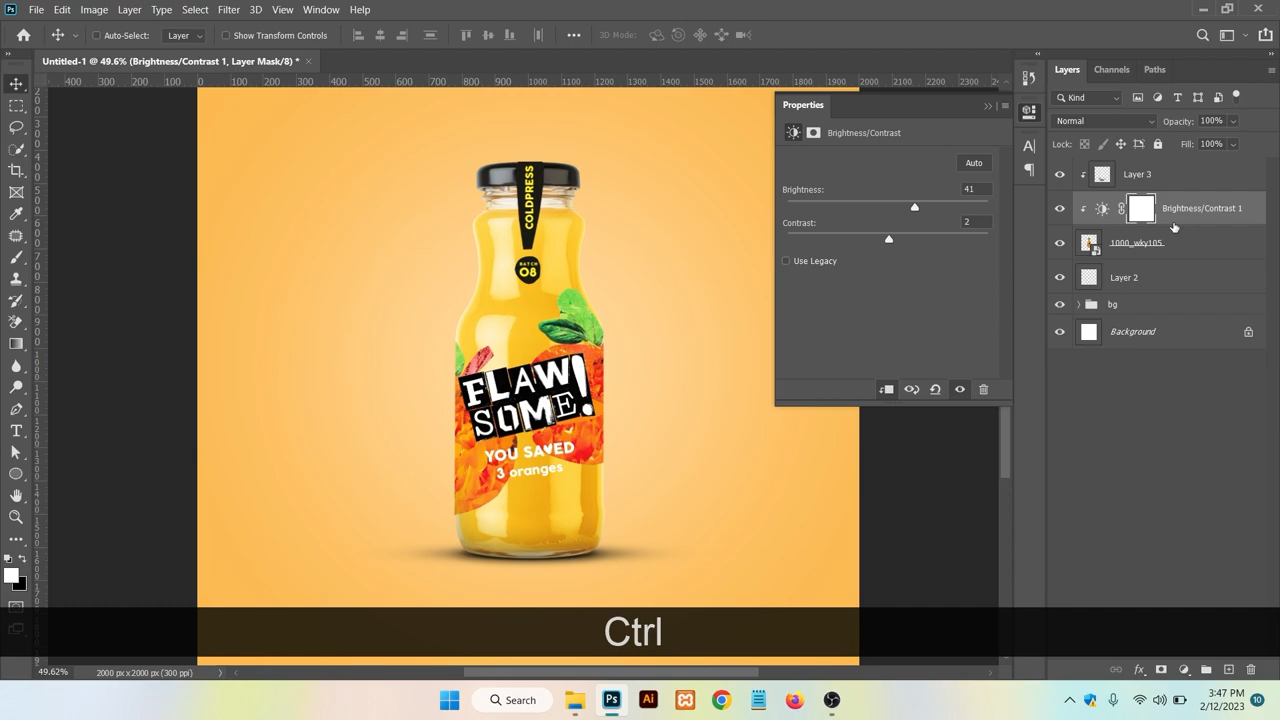 Ps File Edit Image Layer Type Select Filter 3D View Window Help
Auto-Select: Layer Show Transform Controls 3D Mode:
Untitled-1 @ 49.6% (Brightness/Contrast 1, Layer Mask/8) * ×
400 300 200 100 0 100 200 300 400 500 600 700 800 900 1000 1100 1200 1300 1400 1500 1600 1700 1800 1900 2000 2100 2200 2300
Properties
Brightness/Contrast
Auto
Brightness: 41
Contrast: 2
Use Legacy
Layers Channels Paths
Kind
Normal Opacity: 100%
Lock: Fill: 100%
Layer 3
Brightness/Contrast 1
1000_wky105
Layer 2
bg
Background
COLDPRESS
BATCH
08
FLAW
SOME!
YOU SAVED
3 oranges
Ctrl
49.62% 2000 px x 2000 px (300 ppi)
Search
Ps
Ai
3:47 PM
2/12/2023
10